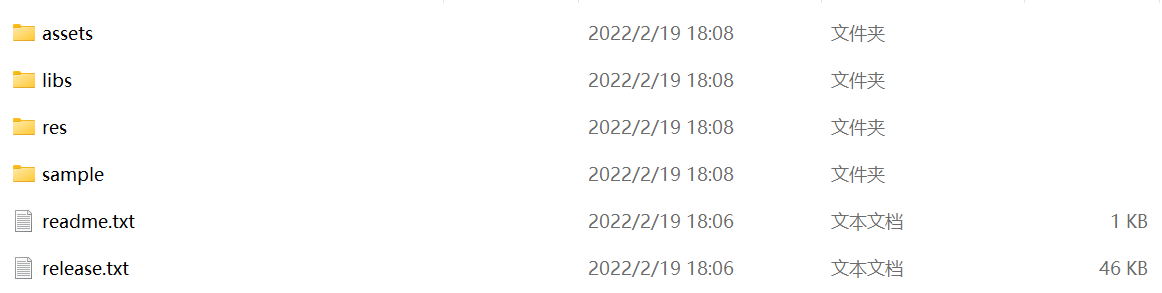 assets 2022/2/19 18:08 文件夹
libs 2022/2/19 18:08 文件夹
res 2022/2/19 18:08 文件夹
sample 2022/2/19 18:08 文件夹
readme.txt 2022/2/19 18:06 文本文档 1 KB
release.txt 2022/2/19 18:06 文本文档 46 KB